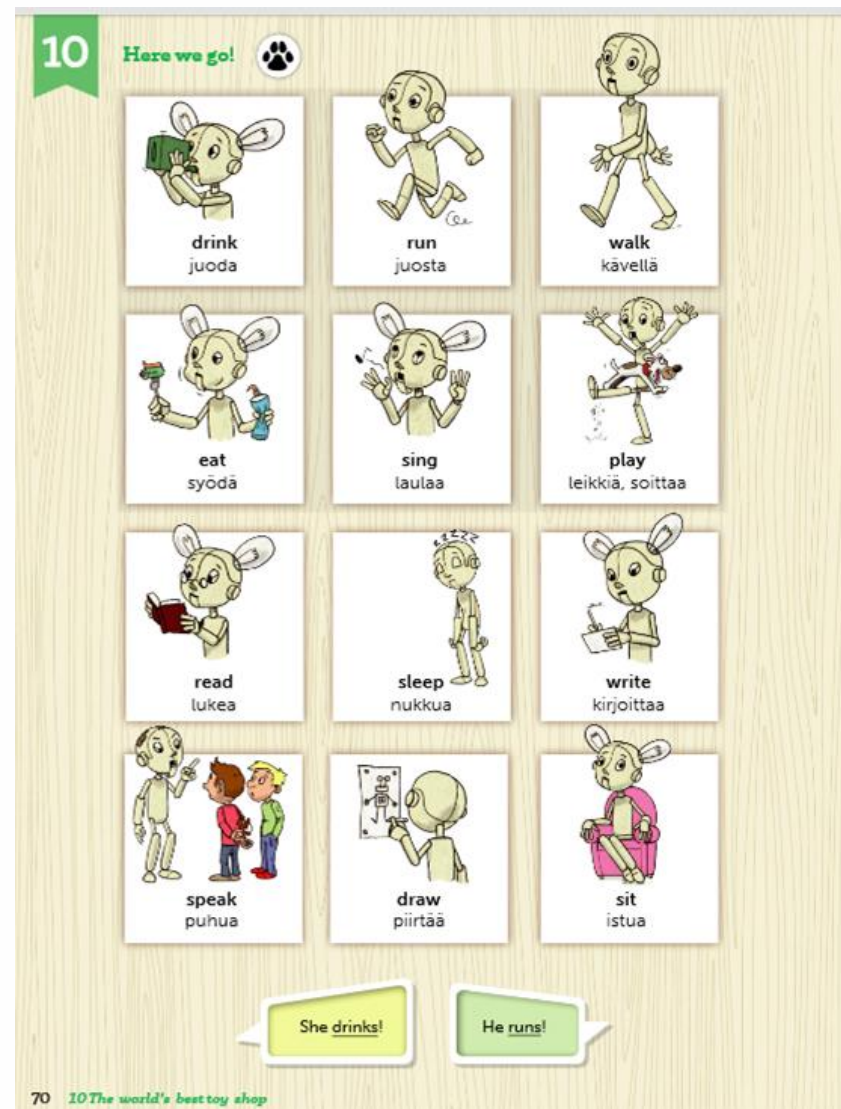 10
Here we go!
drink
juoda
run
juosta
walk
kävellä
eat
syödä
sing
laulaa
play
leikkiä, soittaa
read
lukea
zzzzz
sleep
nukkua
write
kirjoittaa
speak
puhua
draw
piirtää
sit
istua
She drinks!
He runs!
70 10 The world's best toy shop